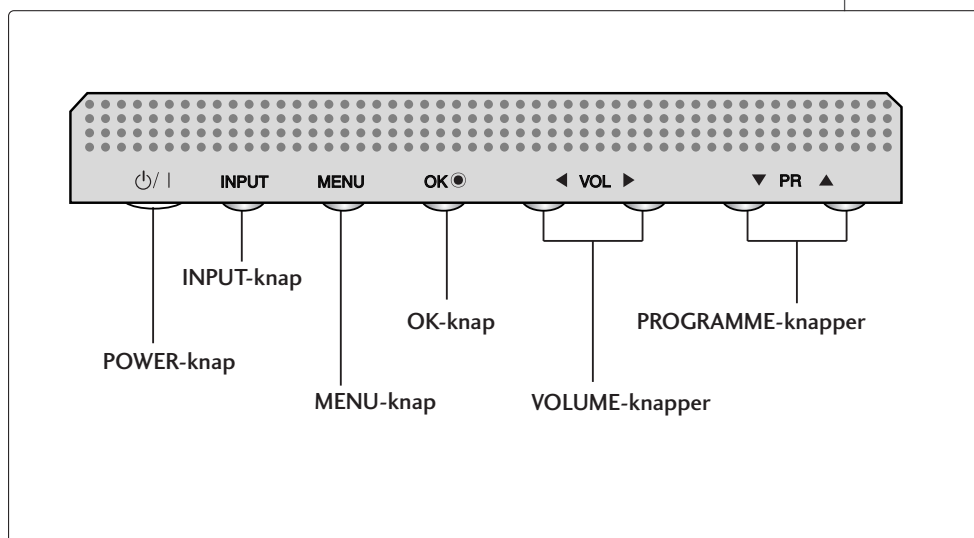 ⏻/ I INPUT MENU OK◉ ◀ VOL ▶ ▼ PR ▲
INPUT-knap
OK-knap PROGRAMME-knapper
POWER-knap
MENU-knap VOLUME-knapper